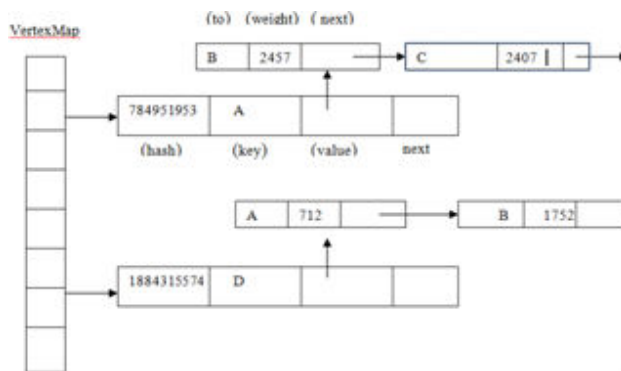 (to) (weight) (next)
VertexMap
B 2457 C 2407
784951953 A
(hash) (key) (value) next
A 712 B 1752
1884315574 D